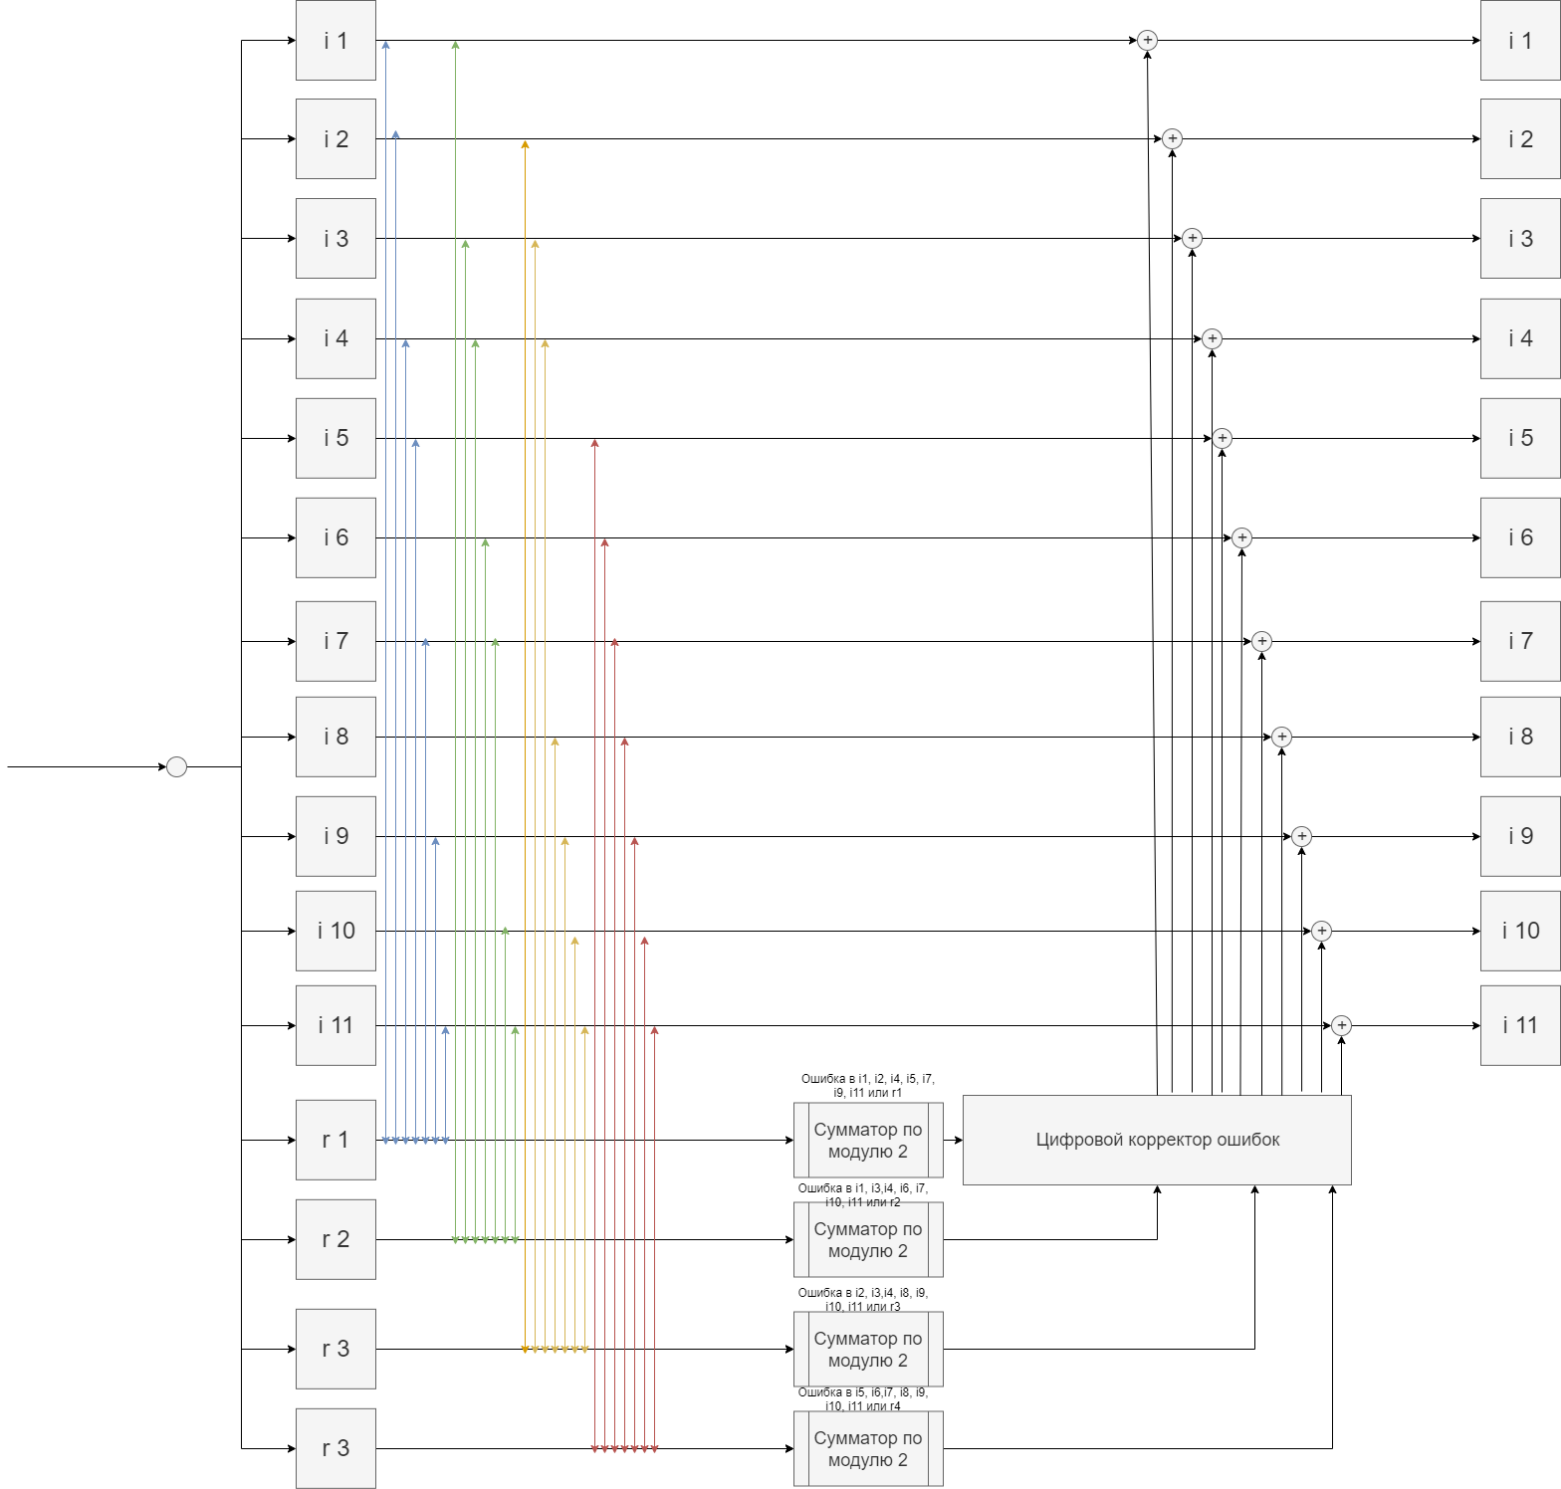 i 1
i 1
i 2
i 2
i 3
i 3
i 4
i 4
i 5
i 5
i 6
i 6
i 7
i 7
i 8
i 8
i 9
i 9
i 10
i 10
i 11
i 11
+
+
+
+
+
+
+
+
+
+
+
r 1
Ошибка в i1, i2, i4, i5, i7,
i9, i11 или r1
Сумматор по
модулю 2
Цифровой корректор ошибок
r 2
Ошибка в i1, i3,i4, i6, i7,
i10, i11 или r2
Сумматор по
модулю 2
r 3
Ошибка в i2, i3,i4, i8, i9,
i10, i11 или r3
Сумматор по
модулю 2
r 3
Ошибка в i5, i6,i7, i8, i9,
i10, i11 или r4
Сумматор по
модулю 2